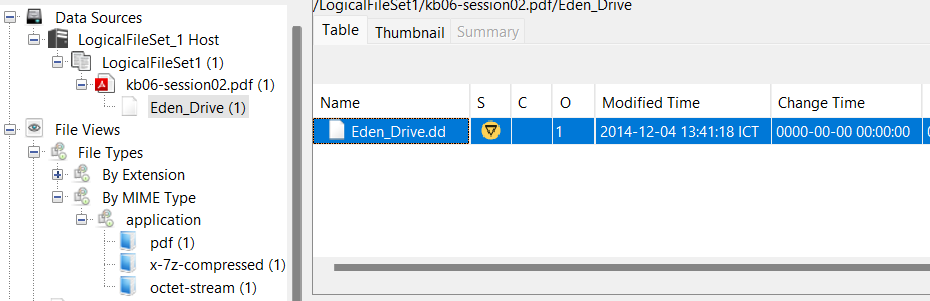 Data Sources
LogicalFileSet_1 Host
LogicalFileSet1 (1)
kb06-session02.pdf (1)
Eden_Drive (1)
File Views
File Types
By Extension
By MIME Type
application
pdf (1)
x-7z-compressed (1)
octet-stream (1)
/LogicalFileSet1/kb06-session02.pdf/Eden_Drive
Table Thumbnail Summary
Name S C O Modified Time Change Time
Eden_Drive.dd 1 2014-12-04 13:41:18 ICT 0000-00-00 00:00:00